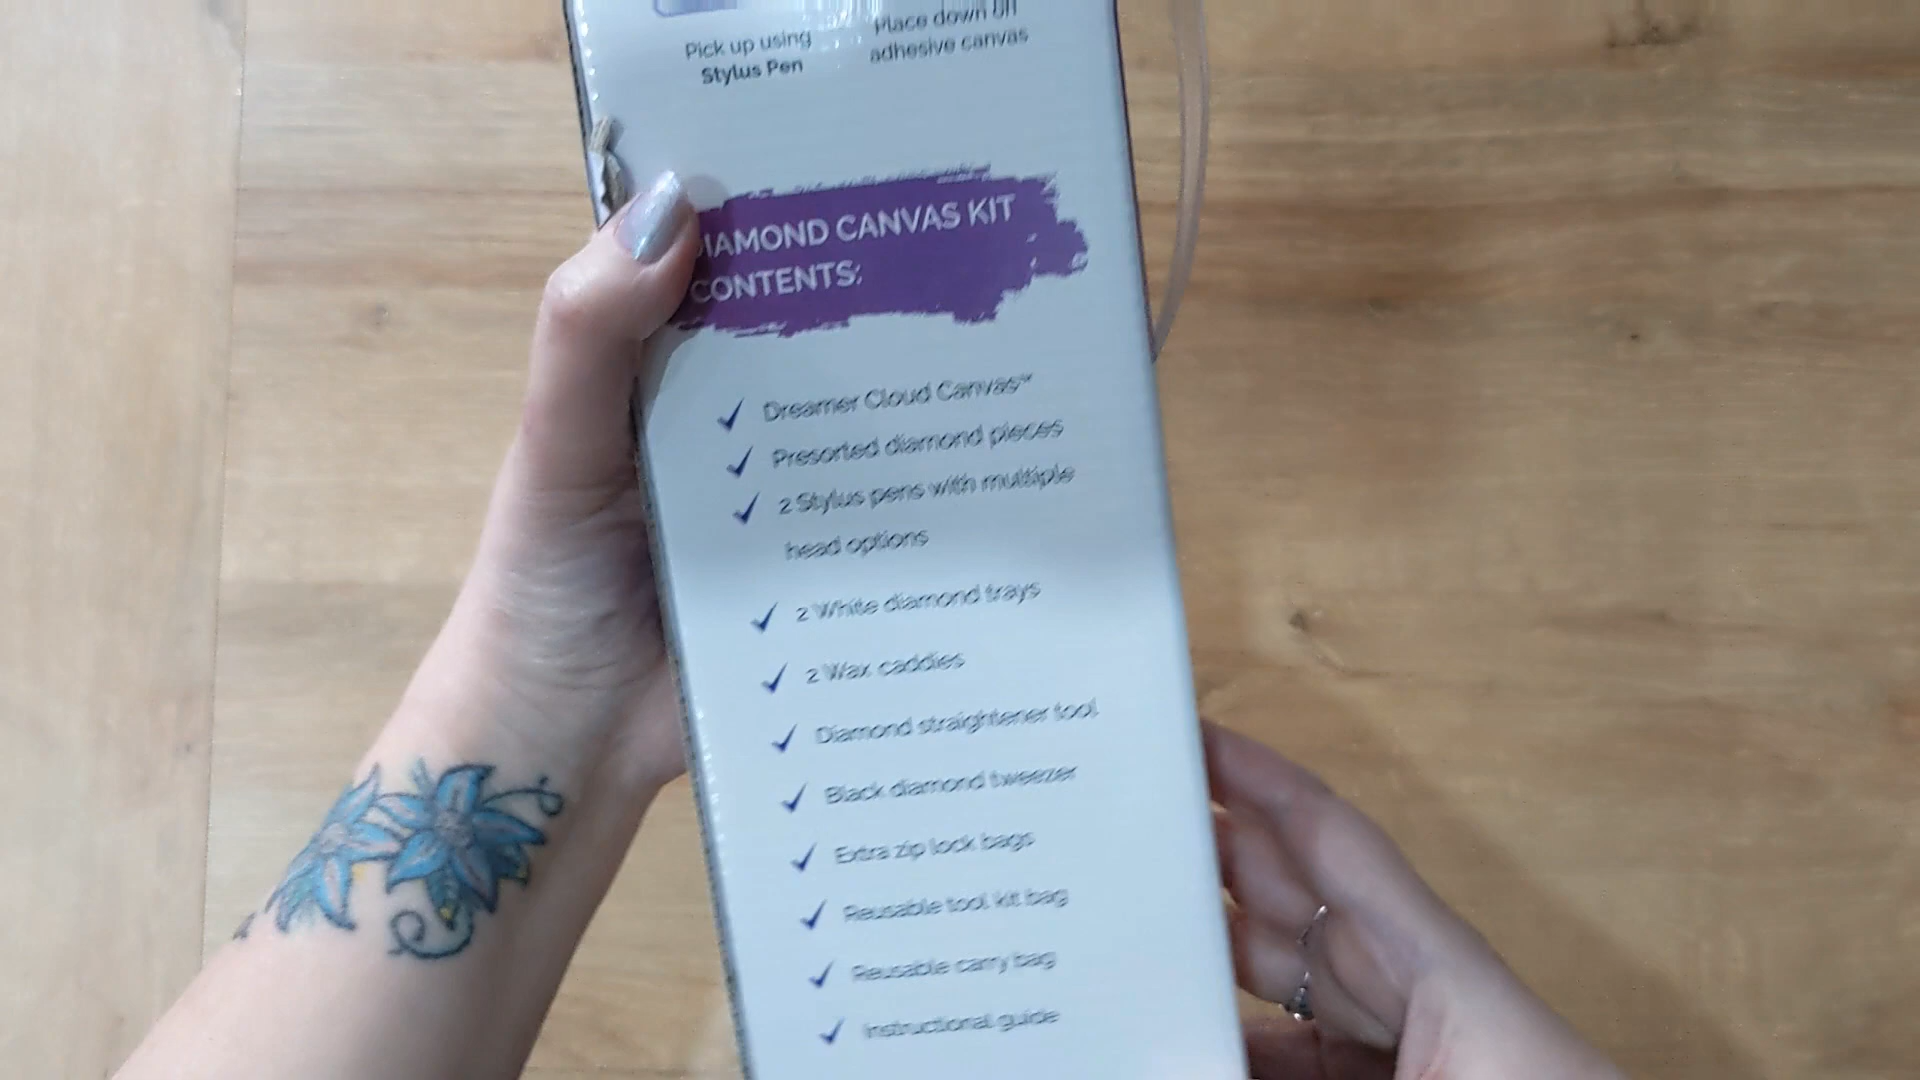 Pick up using
Stylus Pen
Place down on
adhesive canvas
DIAMOND CANVAS KIT
CONTENTS:
Dreamer Cloud Canvas™
Presorted diamond pieces
2 Stylus pens with multiple
head options
2 White diamond trays
2 Wax caddies
Diamond straightener tool
Black diamond tweezer
Extra zip lock bags
Reusable tool kit bag
Reusable carry bag
Instructional guide